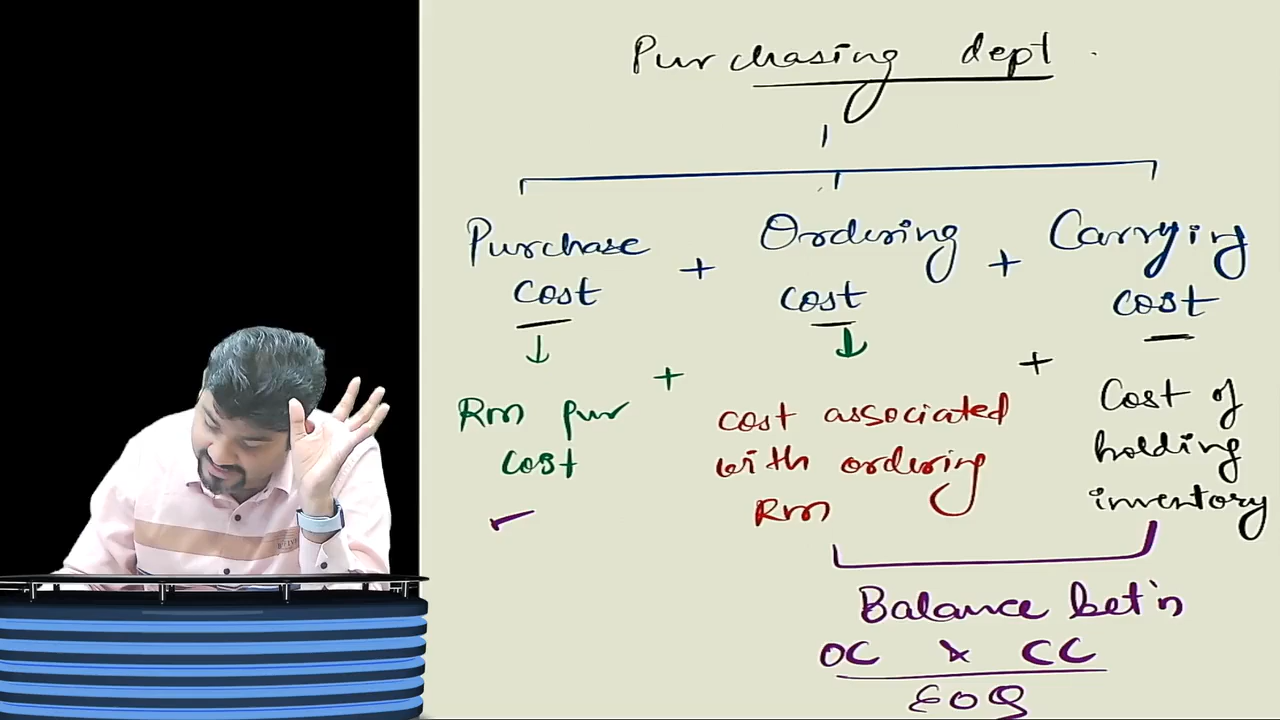 Purchasing dept.
Purchase + Ordering + Carrying
cost cost cost
↓ ↓
Rm pur + cost associated + Cost of
cost with ordering holding
✓ Rm inventory
Balance bet'n
OC & CC
EOQ